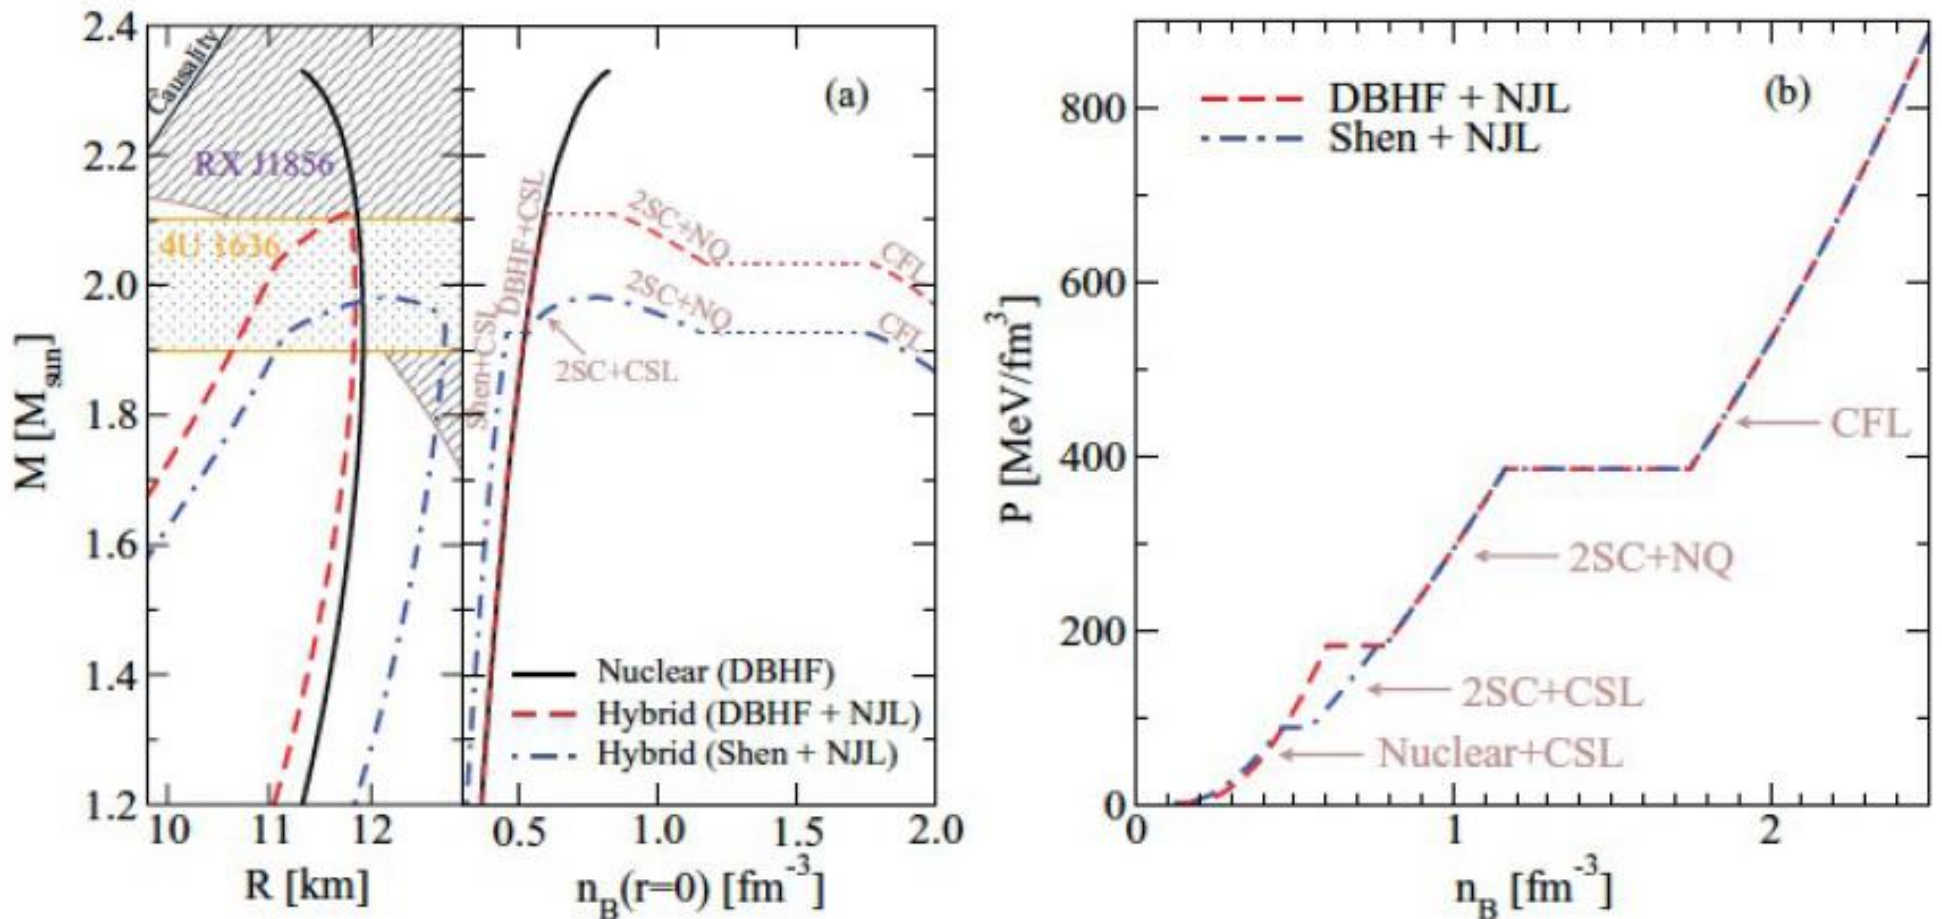 2.4
2.2
2.0
1.8
1.6
1.4
1.2
M [M_sun]
Causality
RX J1856
4U 1636
10 11 12
R [km]
(a)
Shen+CSL
DBHF+CSL
2SC+NQ
CFL
2SC+NQ
CFL
2SC+CSL
Nuclear (DBHF)
Hybrid (DBHF + NJL)
Hybrid (Shen + NJL)
0.5 1.0 1.5 2.0
n_B(r=0) [fm^-3]
(b)
DBHF + NJL
Shen + NJL
800
600
400
200
0
P [MeV/fm^3]
CFL
2SC+NQ
2SC+CSL
Nuclear+CSL
0 1 2
n_B [fm^-3]